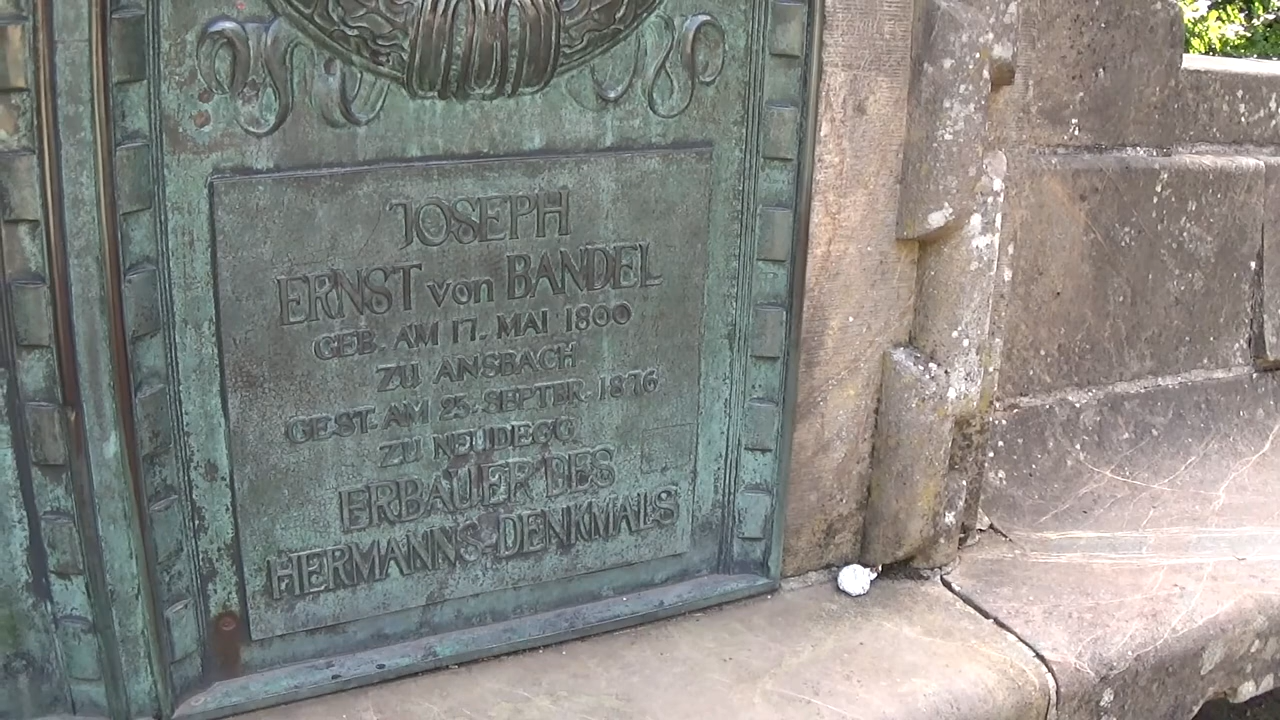 JOSEPH
ERNST von BANDEL
GEB. AM 17. MAI 1800
ZU ANSBACH
GEST. AM 25. SEPTBR. 1876
ZU NEUDEGG
ERBAUER DES
HERMANNS-DENKMALS